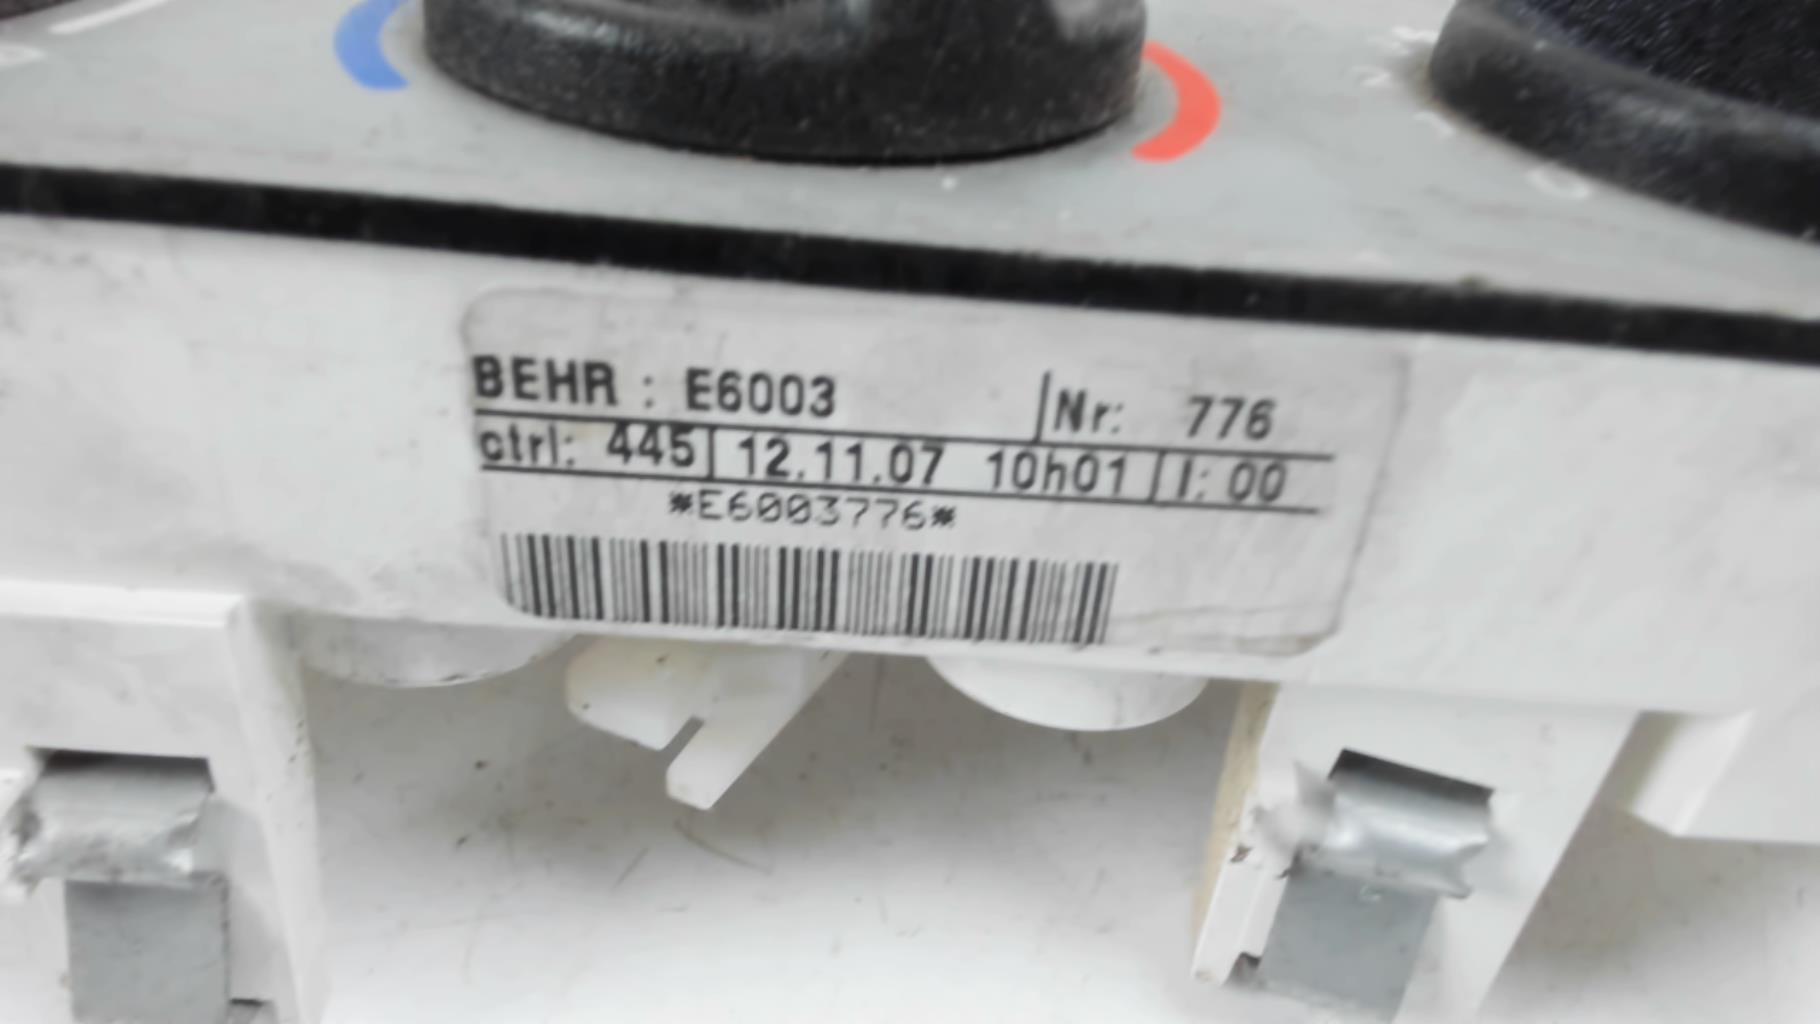 BEHR : E6003 Nr: 776
ctrl: 445 12.11.07 10h01 I: 00
*E6003776*